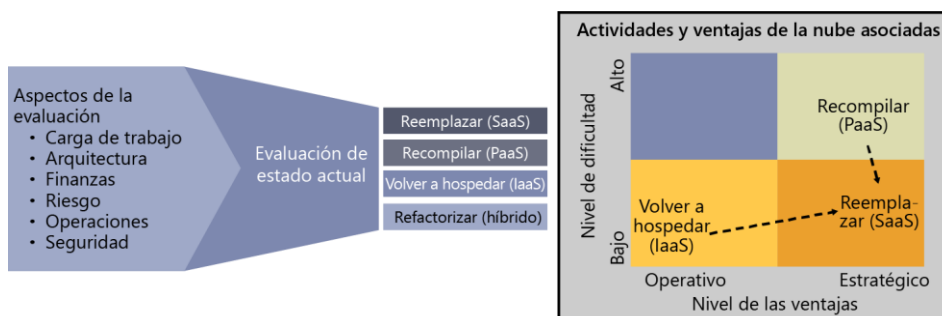 Aspectos de la
evaluación
• Carga de trabajo
• Arquitectura
• Finanzas
• Riesgo
• Operaciones
• Seguridad
Evaluación de
estado actual
Reemplazar (SaaS)
Recompilar (PaaS)
Volver a hospedar (IaaS)
Refactorizar (híbrido)
Actividades y ventajas de la nube asociadas
Nivel de dificultad
Alto
Bajo
Recompilar
(PaaS)
Volver a
hospedar
(IaaS)
Reempla-
zar (SaaS)
Operativo
Estratégico
Nivel de las ventajas